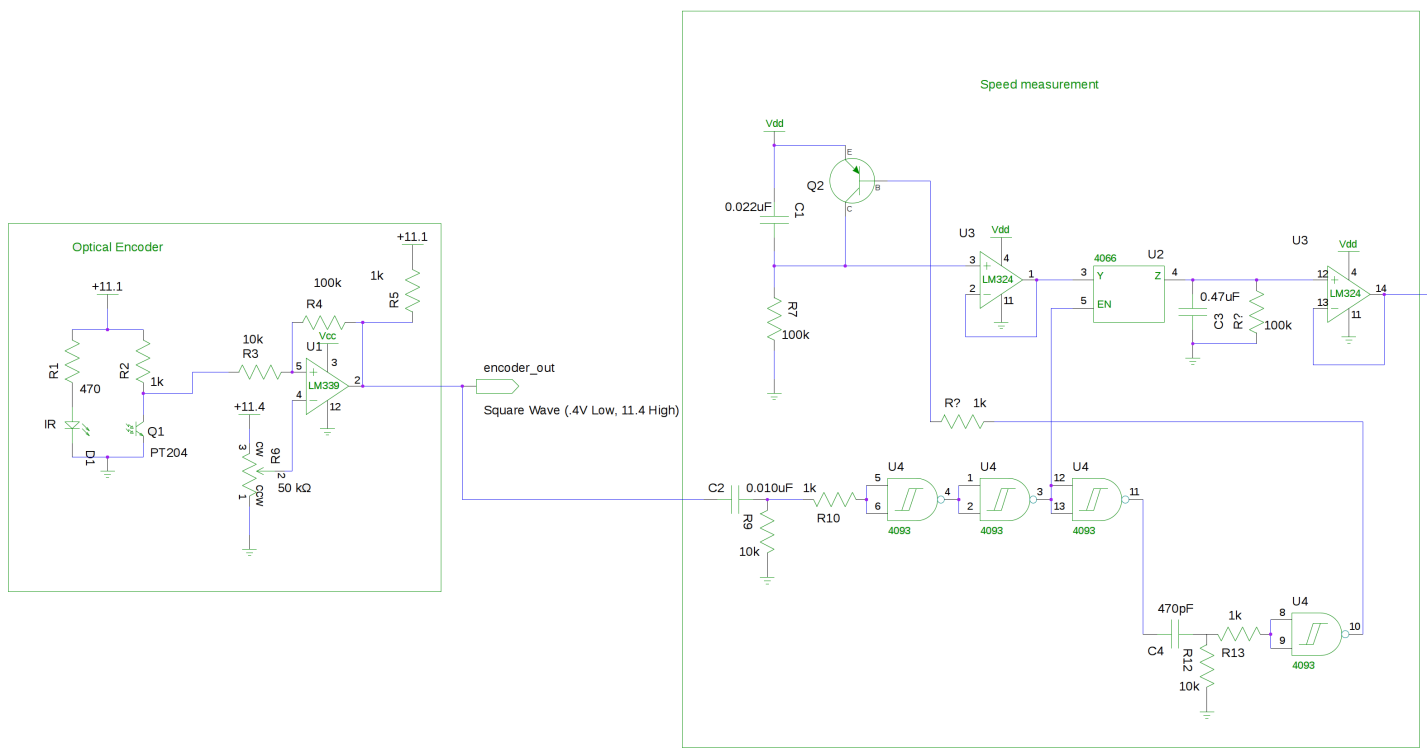 Speed measurement
Vdd
E
Q2
B
C
0.022uF
C1
U3
Vdd
3
4
+
LM324
1
2
−
11
R7
100k
4066
U2
3
Y
Z
4
5
EN
0.47uF
C3
R?
100k
U3
Vdd
12
4
+
LM324
14
13
−
11
Optical Encoder
+11.1
+11.1
1k
R5
100k
R4
Vcc
10k
R3
U1
5
3
+
LM339
2
4
−
12
R1
470
R2
1k
IR
D1
Q1
PT204
+11.4
cw
3
R6
2
50 kΩ
1
ccw
encoder_out
Square Wave (.4V Low, 11.4 High)
R?
1k
C2
0.010uF
1k
R9
10k
R10
U4
5
6
4
4093
U4
1
2
3
4093
U4
12
13
11
4093
470pF
C4
R12
10k
1k
R13
U4
8
9
10
4093